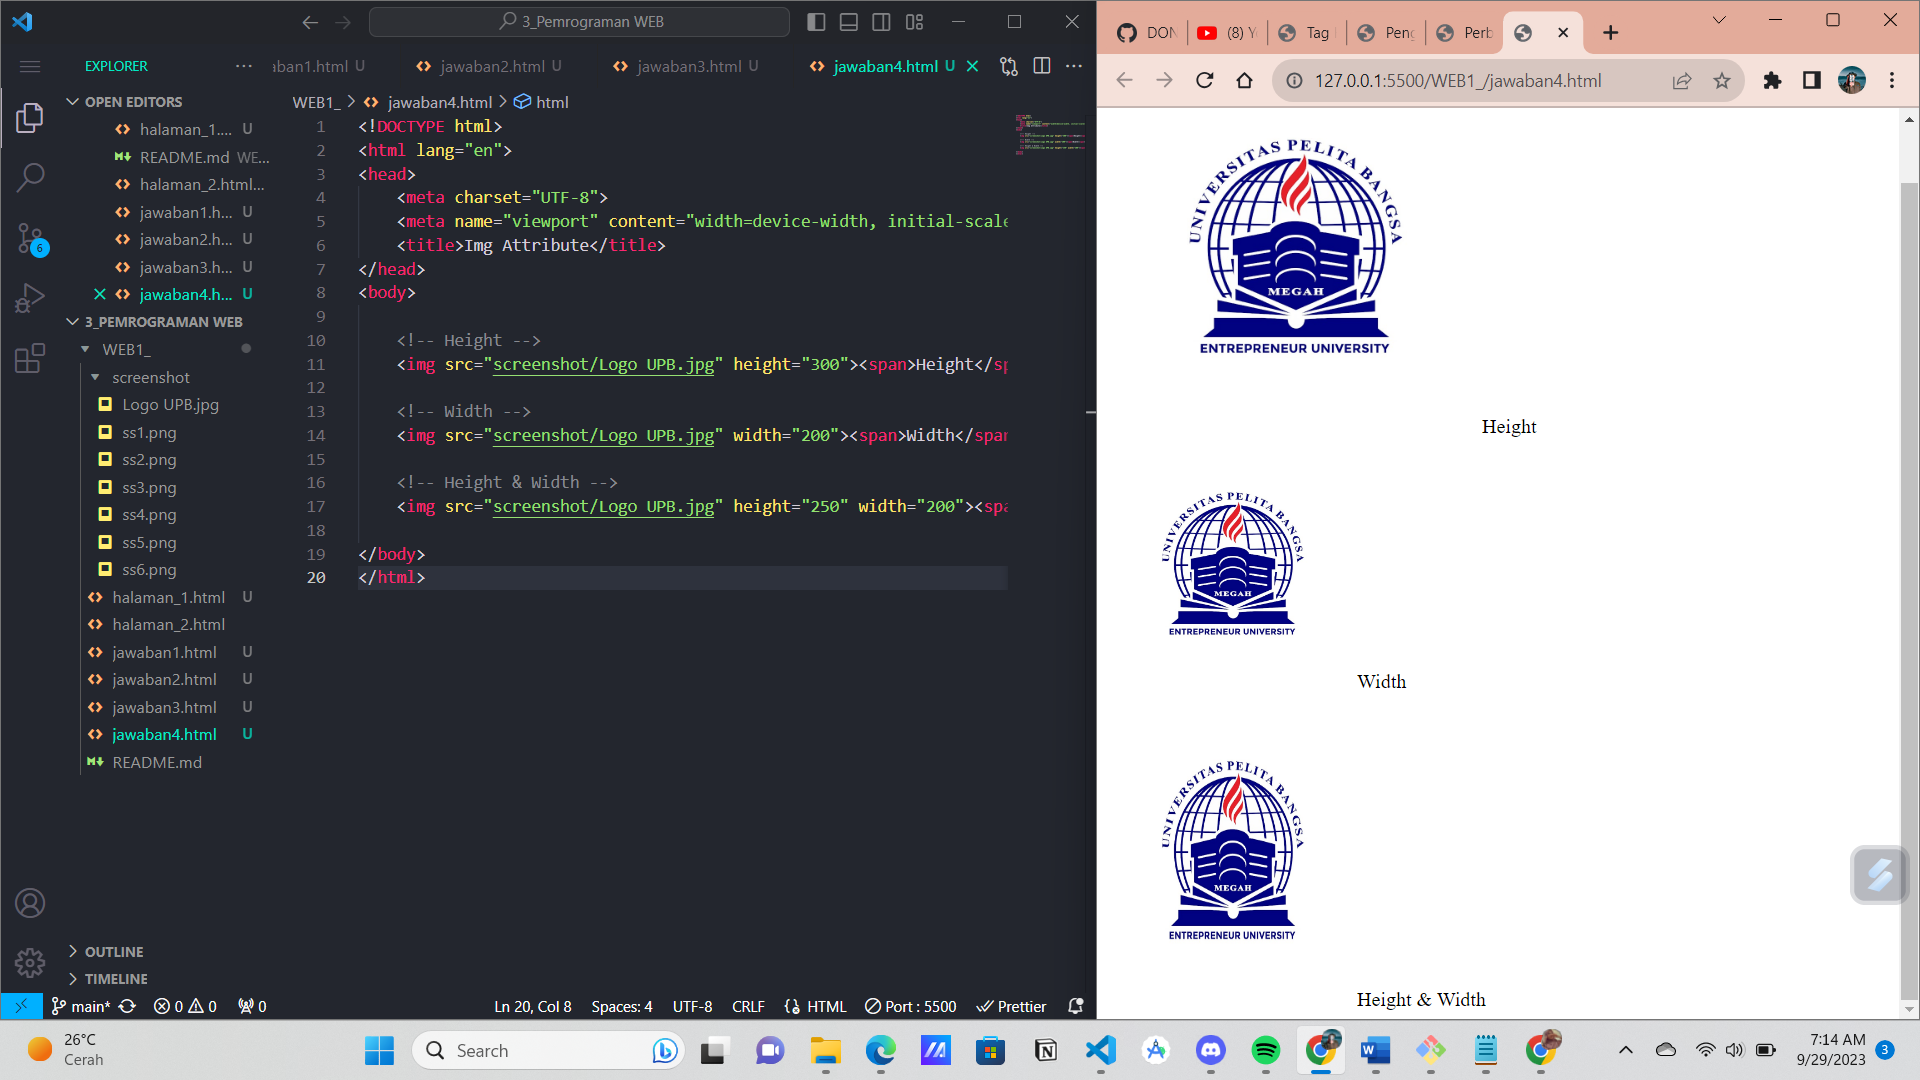 3_Pemrograman WEB
EXPLORER
···
aban1.html U
jawaban2.html U
jawaban3.html U
jawaban4.html U
OPEN EDITORS
halaman_1.... U
README.md WE...
halaman_2.html...
jawaban1.h... U
jawaban2.h... U
jawaban3.h... U
jawaban4.h... U
3_PEMROGRAMAN WEB
WEB1_
screenshot
Logo UPB.jpg
ss1.png
ss2.png
ss3.png
ss4.png
ss5.png
ss6.png
halaman_1.html U
halaman_2.html
jawaban1.html U
jawaban2.html U
jawaban3.html U
jawaban4.html U
README.md
OUTLINE
TIMELINE
6
WEB1_ > jawaban4.html > html
1 <!DOCTYPE html>
2 <html lang="en">
3 <head>
4 <meta charset="UTF-8">
5 <meta name="viewport" content="width=device-width, initial-scale
6 <title>Img Attribute</title>
7 </head>
8 <body>
9
10 <!-- Height -->
11 <img src="screenshot/Logo UPB.jpg" height="300"><span>Height</sp
12
13 <!-- Width -->
14 <img src="screenshot/Logo UPB.jpg" width="200"><span>Width</span
15
16 <!-- Height & Width -->
17 <img src="screenshot/Logo UPB.jpg" height="250" width="200"><spa
18
19 </body>
20 </html>
main* 0 0 0
Ln 20, Col 8 Spaces: 4 UTF-8 CRLF HTML Port : 5500 Prettier
DON
(8) Y
Tag
Peng
Perb
127.0.0.1:5500/WEB1_/jawaban4.html
UNIVERSITAS PELITA BANGSA
MEGAH
ENTREPRENEUR UNIVERSITY
Height
UNIVERSITAS PELITA BANGSA
MEGAH
ENTREPRENEUR UNIVERSITY
Width
UNIVERSITAS PELITA BANGSA
MEGAH
ENTREPRENEUR UNIVERSITY
Height & Width
26°C
Cerah
Search
7:14 AM
9/29/2023
3